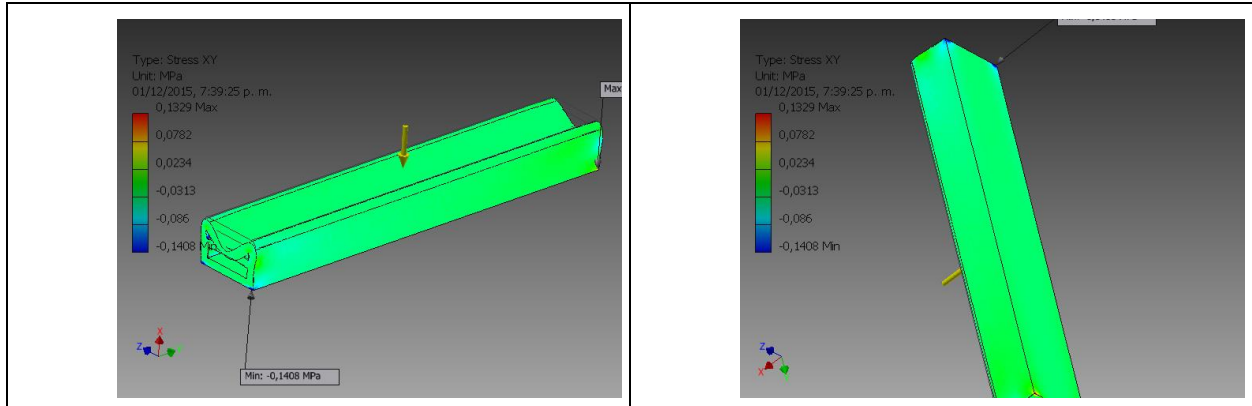 Type: Stress XY
Unit: MPa
01/12/2015, 7:39:25 p. m.
0,1329 Max
0,0782
0,0234
-0,0313
-0,086
-0,1408 Min
Max
Min: -0,1408 MPa
X
Z
Type: Stress XY
Unit: MPa
01/12/2015, 7:39:25 p. m.
0,1329 Max
0,0782
0,0234
-0,0313
-0,086
-0,1408 Min
Z
X